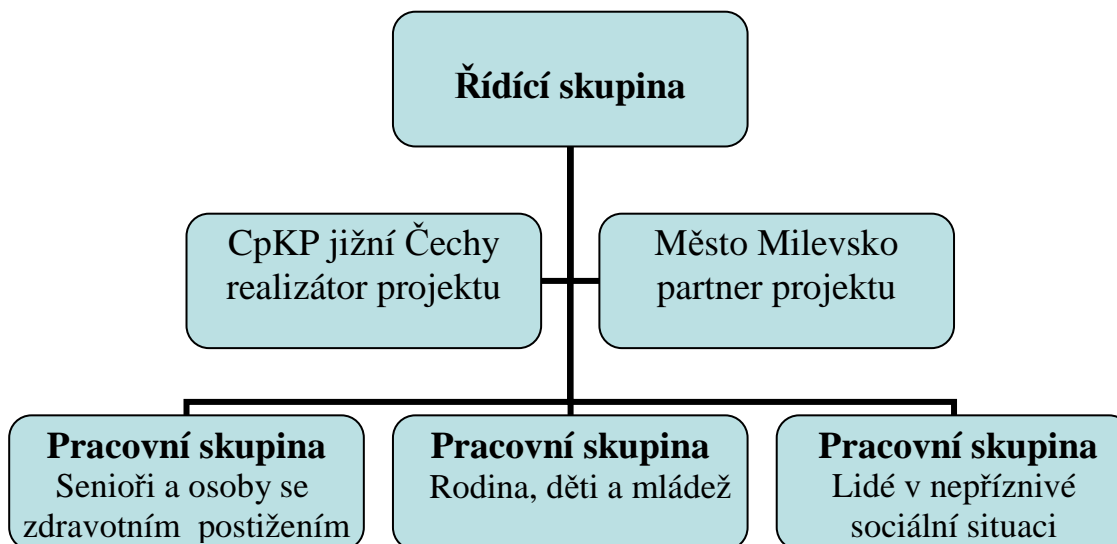 Řídící skupina
CpKP jižní Čechy
realizátor projektu
Město Milevsko
partner projektu
Pracovní skupina
Senioři a osoby se
zdravotním postižením
Pracovní skupina
Rodina, děti a mládež
Pracovní skupina
Lidé v nepříznivé
sociální situaci